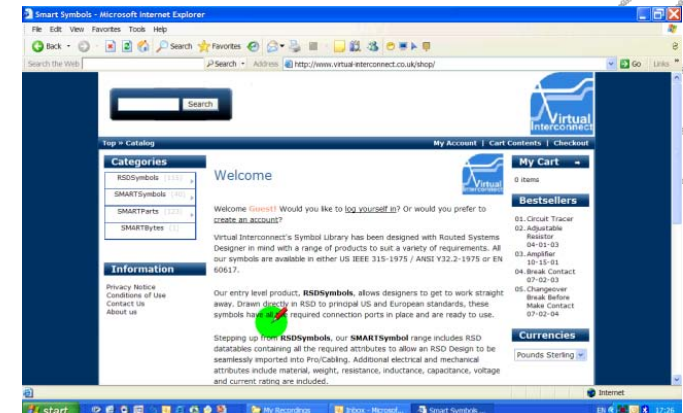 Smart Symbols - Microsoft Internet Explorer
File Edit View Favorites Tools Help
Back Search Favorites
Search the Web Search Address http://www.virtual-interconnect.co.uk/shop/ Go Links
Search
Virtual
Interconnect
Top » Catalog My Account | Cart Contents | Checkout
Categories
RSDSymbols
SMARTSymbols
SMARTParts
SMARTBytes
Information
Privacy Notice
Conditions of Use
Contact Us
About us
Welcome
Virtual
Welcome Guest! Would you like to log yourself in? Or would you prefer to
create an account?
Virtual Interconnect's Symbol Library has been designed with Routed Systems
Designer in mind with a range of products to suit a variety of requirements. All
our symbols are available in either US IEEE 315-1975 / ANSI Y32.2-1975 or EN
60617.
Our entry level product, RSDSymbols, allows designers to get to work straight
away. Drawn directly in RSD to principal US and European standards, these
symbols have all the required connection ports in place and are ready to use.
Stepping up from RSDSymbols, our SMARTSymbol range includes RSD
datatables containing all the required attributes to allow an RSD Design to be
seamlessly imported into Pro/Cabling. Additional electrical and mechanical
attributes include material, weight, resistance, inductance, capacitance, voltage
and current rating are included.
My Cart
0 items
Bestsellers
01. Circuit Tracer
02. Adjustable
Resistor
04-01-03
03. Amplifier
10-15-01
04. Break Contact
07-02-03
05. Changeover
Break Before
Make Contact
07-02-04
Currencies
Pounds Sterling
Internet
start My Recordings Inbox - Microsof... Smart Symbols ... EN 17:26